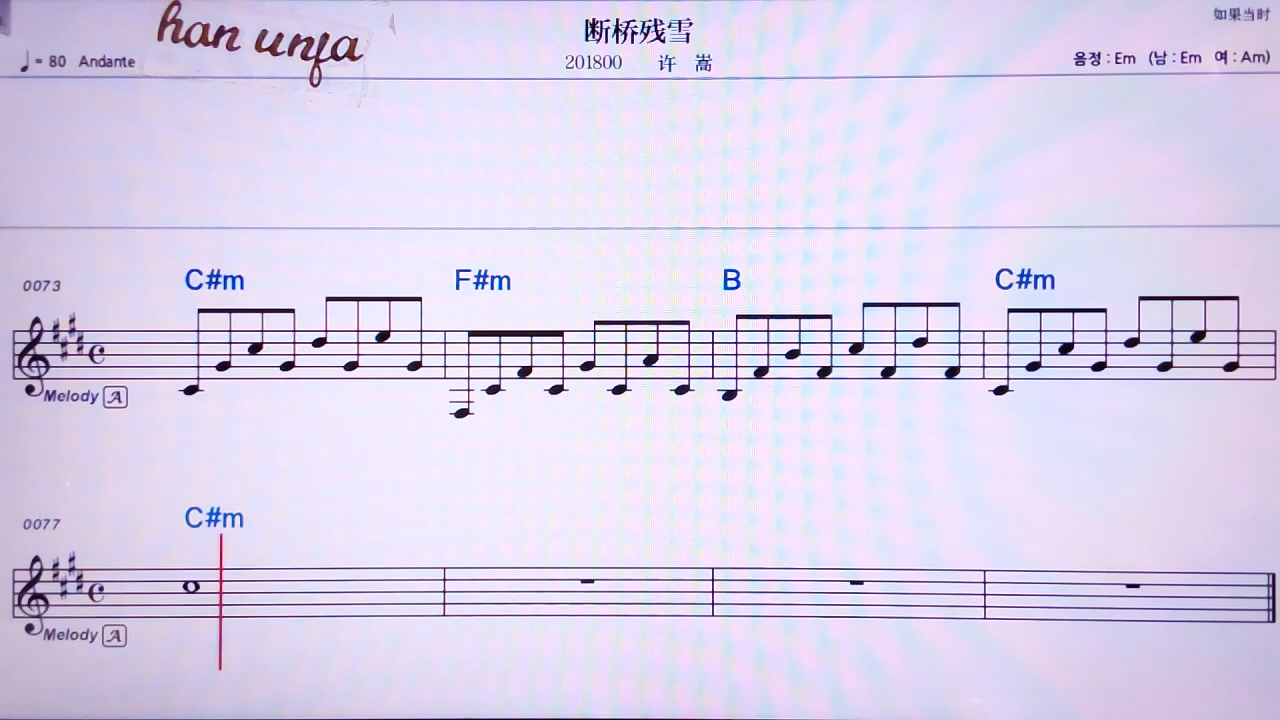 如果当时
han unfa
断桥残雪
♩= 80 Andante
201800 许 嵩
음정 : Em (남 : Em 여 : Am)
C#m F#m B C#m
0073
Melody A
C#m
0077
Melody A